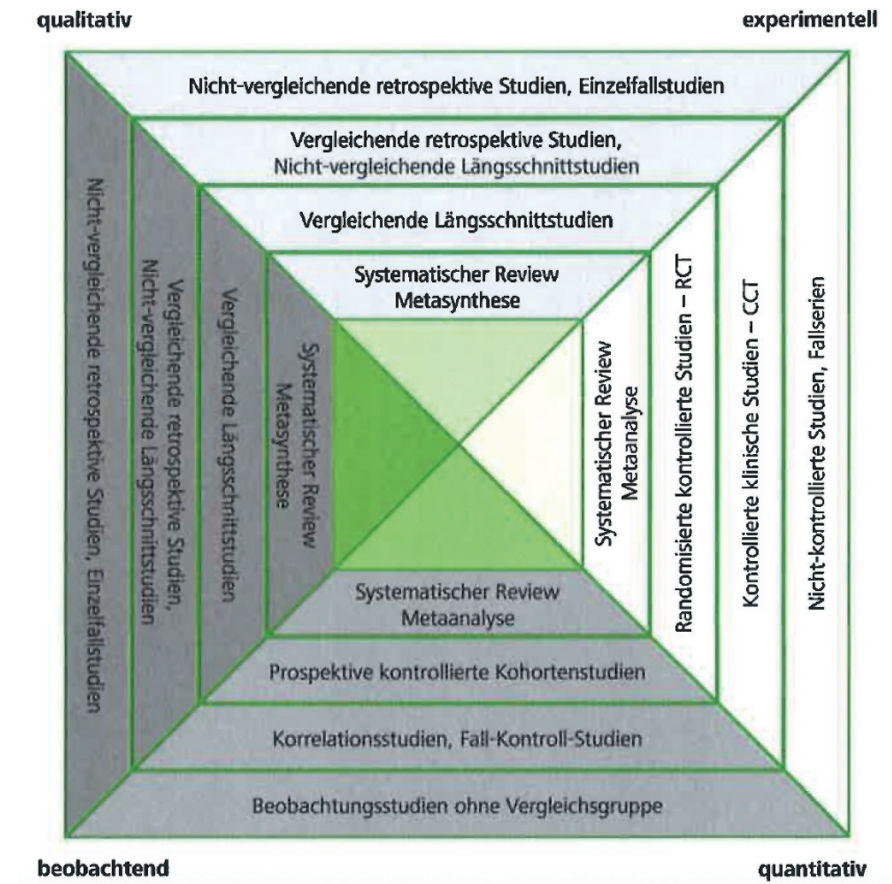 qualitativ
experimentell
Nicht-vergleichende retrospektive Studien, Einzelfallstudien
Vergleichende retrospektive Studien,
Nicht-vergleichende Längsschnittstudien
Vergleichende Längsschnittstudien
Systematischer Review
Metasynthese
Nicht-vergleichende retrospektive Studien, Einzelfallstudien
Vergleichende retrospektive Studien,
Nicht-vergleichende Längsschnittstudien
Vergleichende Längsschnittstudien
Systematischer Review
Metasynthese
Systematischer Review
Metaanalyse
Randomisierte kontrollierte Studien – RCT
Kontrollierte klinische Studien – CCT
Nicht-kontrollierte Studien, Fallserien
Systematischer Review
Metaanalyse
Prospektive kontrollierte Kohortenstudien
Korrelationsstudien, Fall-Kontroll-Studien
Beobachtungsstudien ohne Vergleichsgruppe
beobachtend
quantitativ